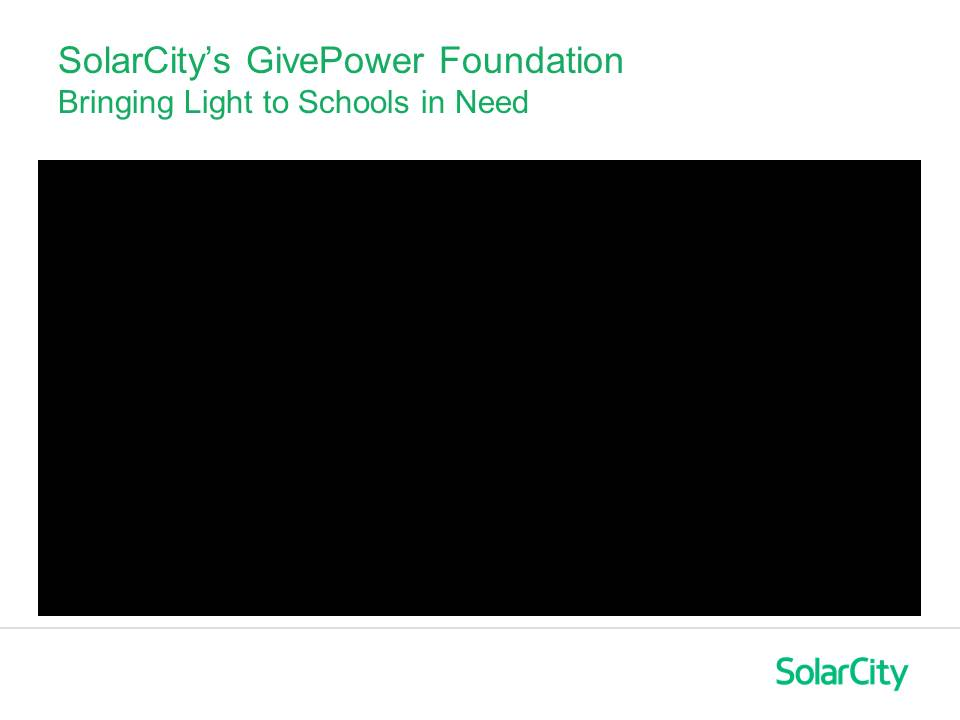 SolarCity’s GivePower Foundation
Bringing Light to Schools in Need
SolarCity